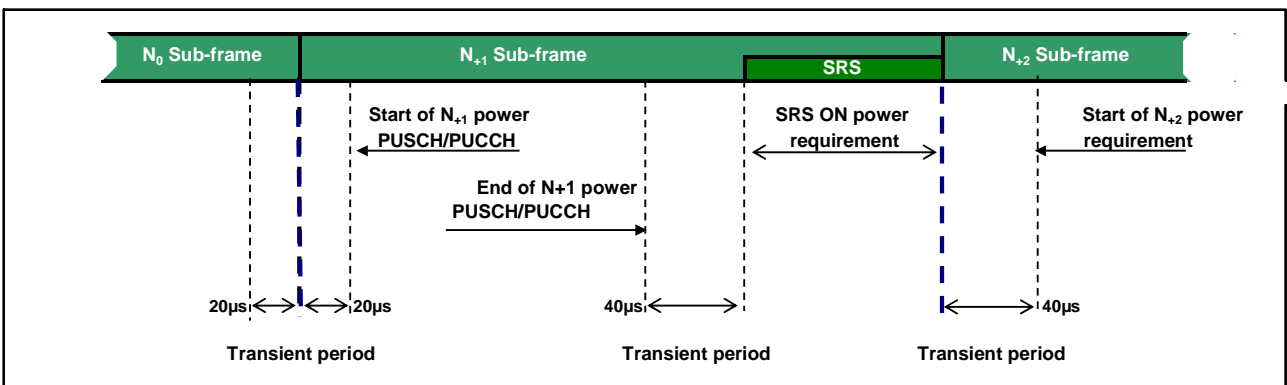 N₀ Sub-frame
N₊₁ Sub-frame
SRS
N₊₂ Sub-frame
Start of N₊₁ power
PUSCH/PUCCH
SRS ON power
requirement
Start of N₊₂ power
requirement
End of N+1 power
PUSCH/PUCCH
20µs
20µs
40µs
40µs
Transient period
Transient period
Transient period